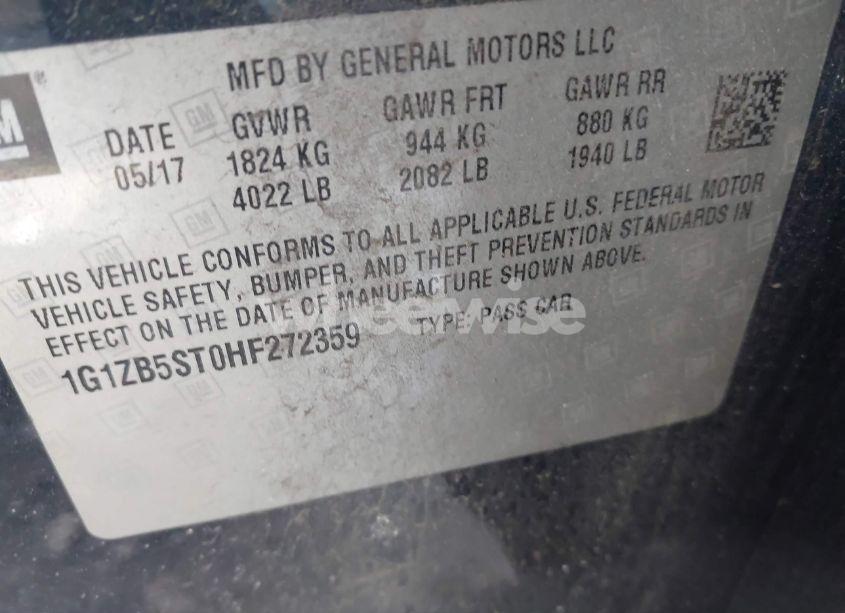 MFD BY GENERAL MOTORS LLC
DATE GVWR GAWR FRT GAWR RR
05/17 1824 KG 944 KG 880 KG
4022 LB 2082 LB 1940 LB
THIS VEHICLE CONFORMS TO ALL APPLICABLE U.S. FEDERAL MOTOR
VEHICLE SAFETY, BUMPER, AND THEFT PREVENTION STANDARDS IN
EFFECT ON THE DATE OF MANUFACTURE SHOWN ABOVE.
1G1ZB5ST0HF272359 TYPE: PASS CAR
wheelwise